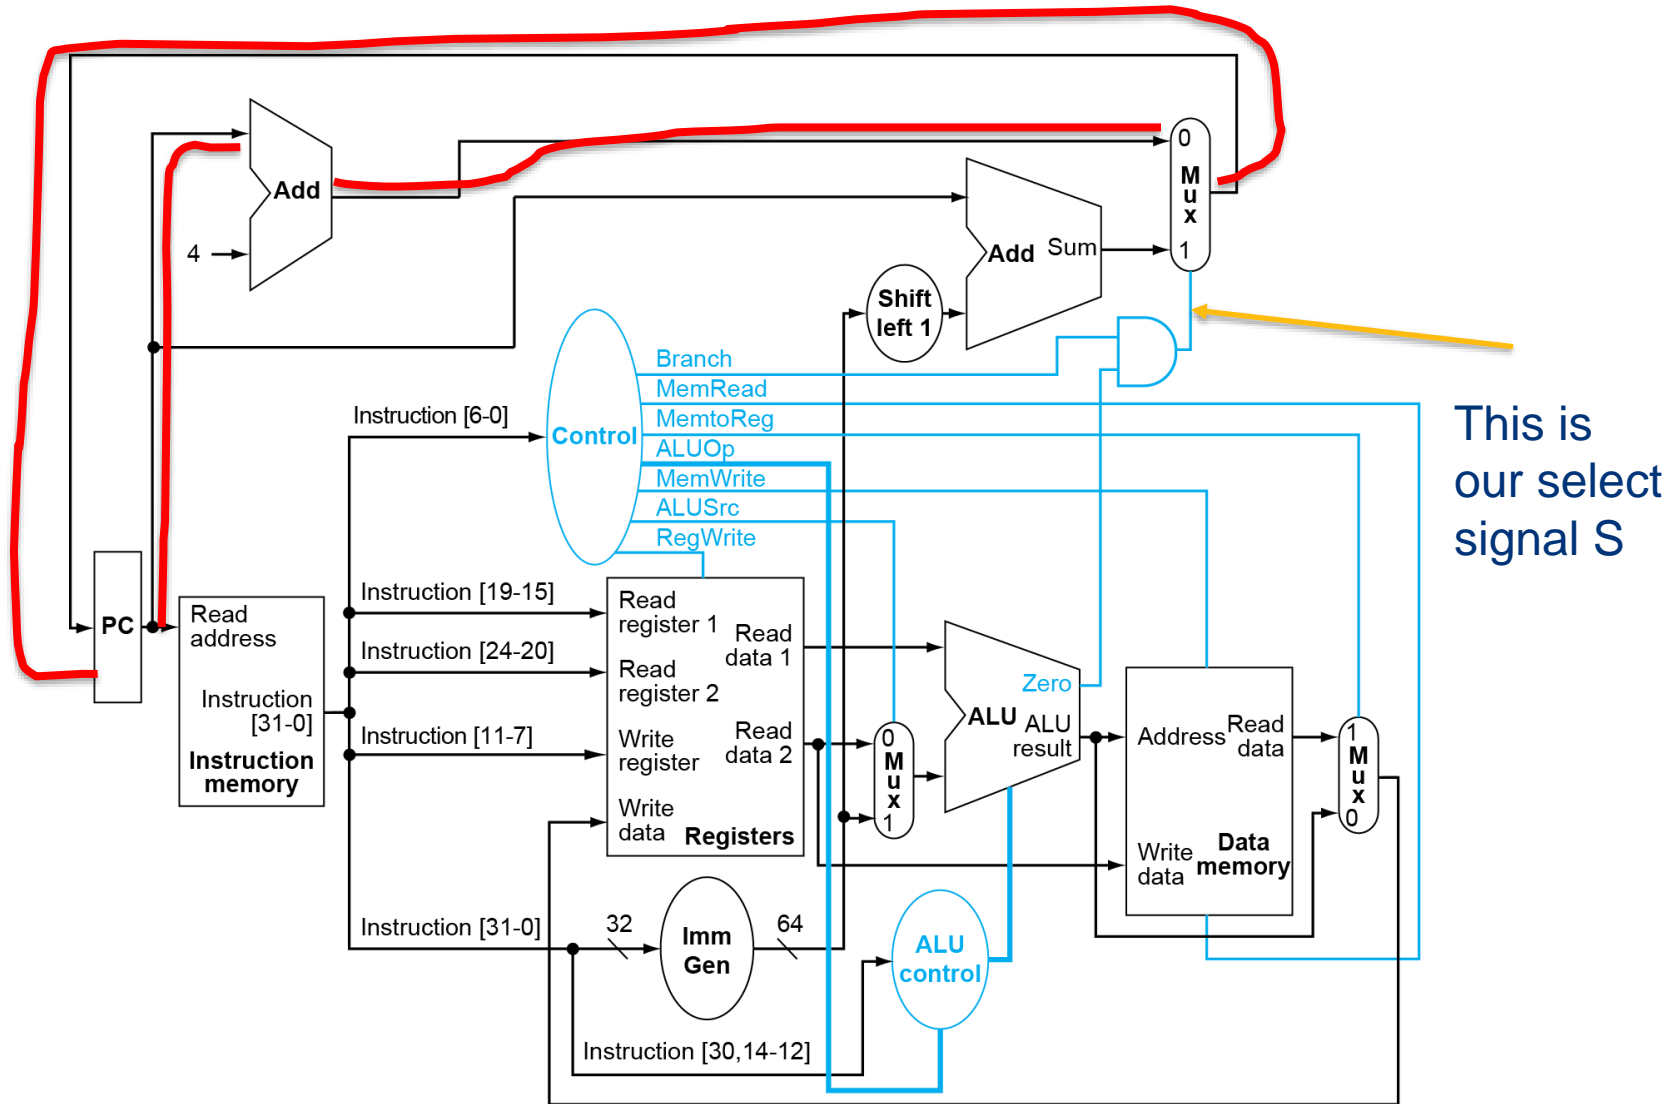 Add
4
0
Mux
1
Add
Sum
Shift
left 1
Branch
MemRead
MemtoReg
ALUOp
MemWrite
ALUSrc
RegWrite
Control
Instruction [6-0]
This is
our select
signal S
PC
Read
address
Instruction
[31-0]
Instruction
memory
Instruction [19-15]
Instruction [24-20]
Instruction [11-7]
Instruction [31-0]
Read
register 1
Read
register 2
Write
register
Write
data
Read
data 1
Read
data 2
Registers
0
Mux
1
Zero
ALU
ALU
result
Address
Read
data
Write
data
Data
memory
1
Mux
0
32
Imm
Gen
64
ALU
control
Instruction [30,14-12]